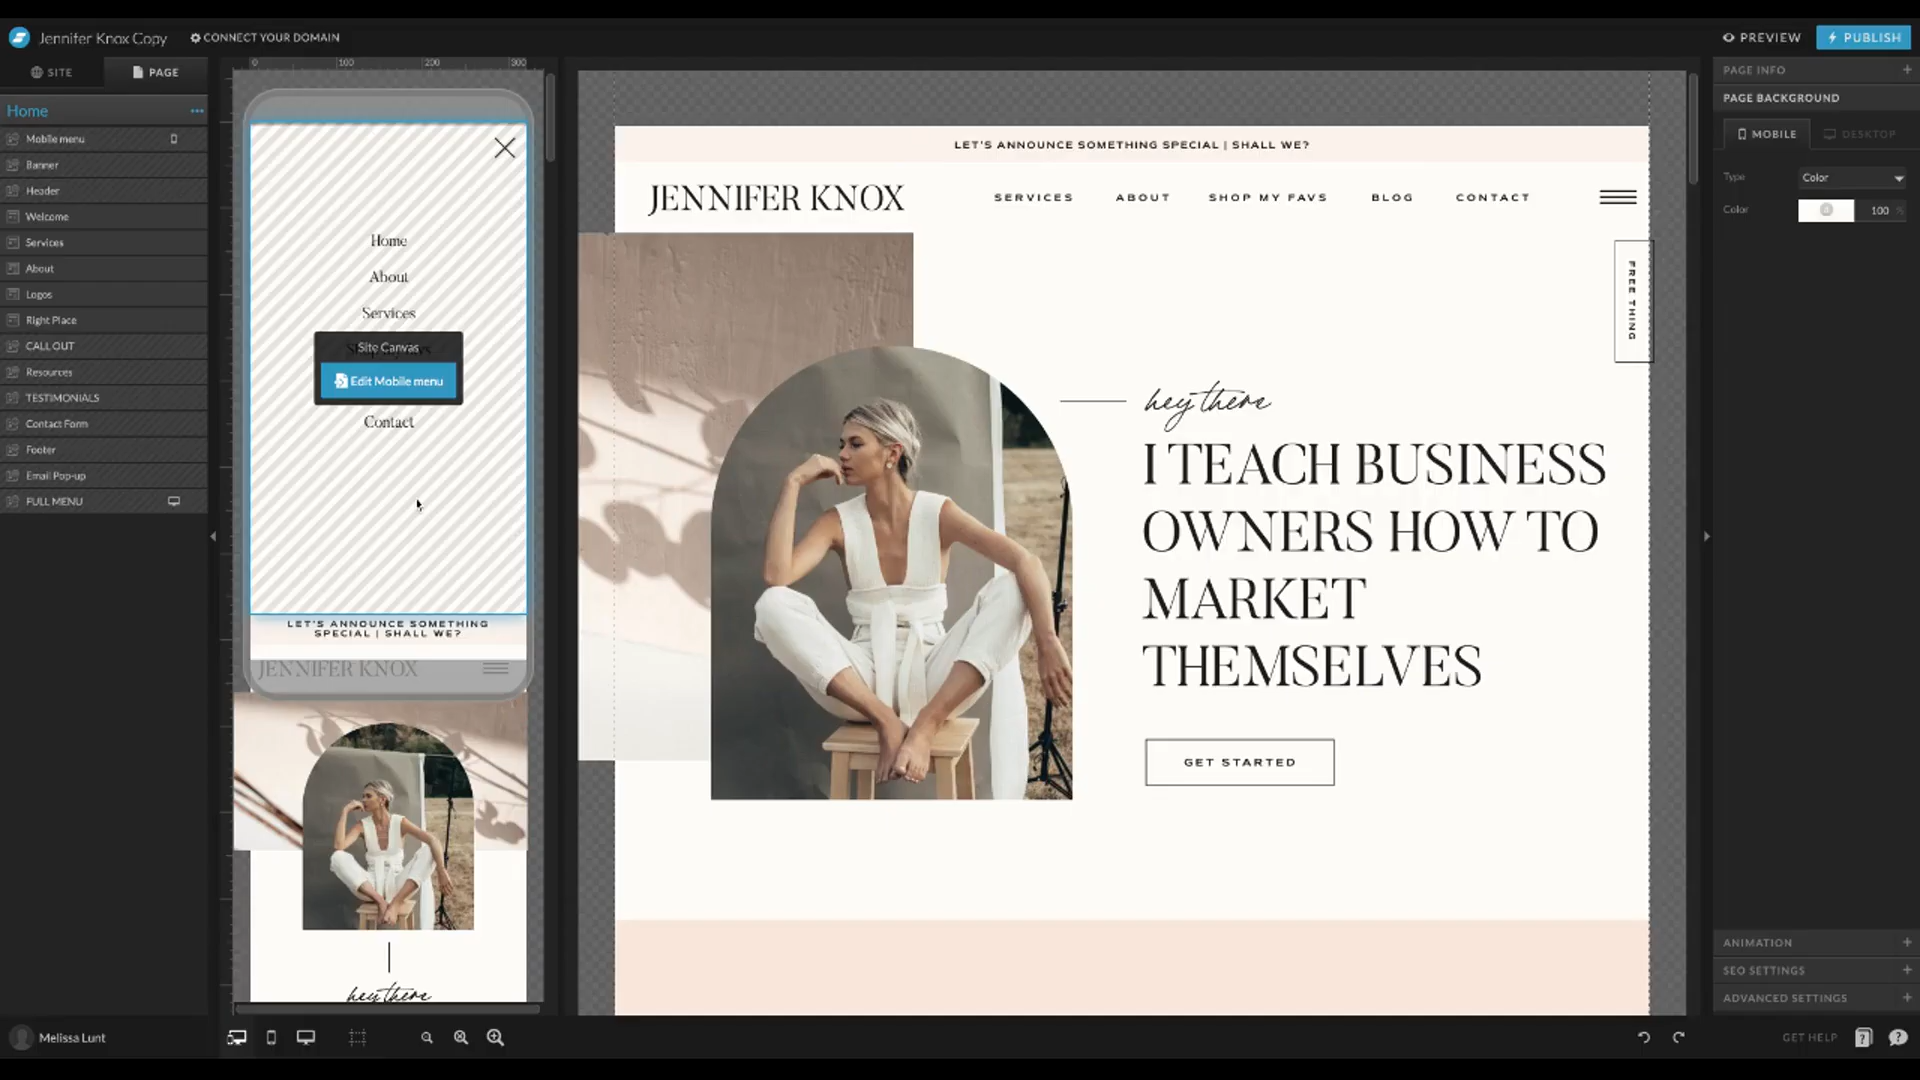 Jennifer Knox Copy
CONNECT YOUR DOMAIN
PREVIEW
PUBLISH
SITE
PAGE
Home
Mobile menu
Banner
Header
Welcome
Services
About
Logos
Right Place
CALL OUT
Resources
TESTIMONIALS
Contact Form
Footer
Email Pop-up
FULL MENU
Melissa Lunt
0
100
200
300
Home
About
Services
Site Canvas
Edit Mobile menu
Contact
LET'S ANNOUNCE SOMETHING
SPECIAL | SHALL WE?
JENNIFER KNOX
hey there
LET'S ANNOUNCE SOMETHING SPECIAL | SHALL WE?
JENNIFER KNOX
SERVICES
ABOUT
SHOP MY FAVS
BLOG
CONTACT
FREE THING
hey there
I TEACH BUSINESS
OWNERS HOW TO
MARKET
THEMSELVES
GET STARTED
PAGE INFO
PAGE BACKGROUND
MOBILE
DESKTOP
Type
Color
Color
100 %
ANIMATION
SEO SETTINGS
ADVANCED SETTINGS
GET HELP